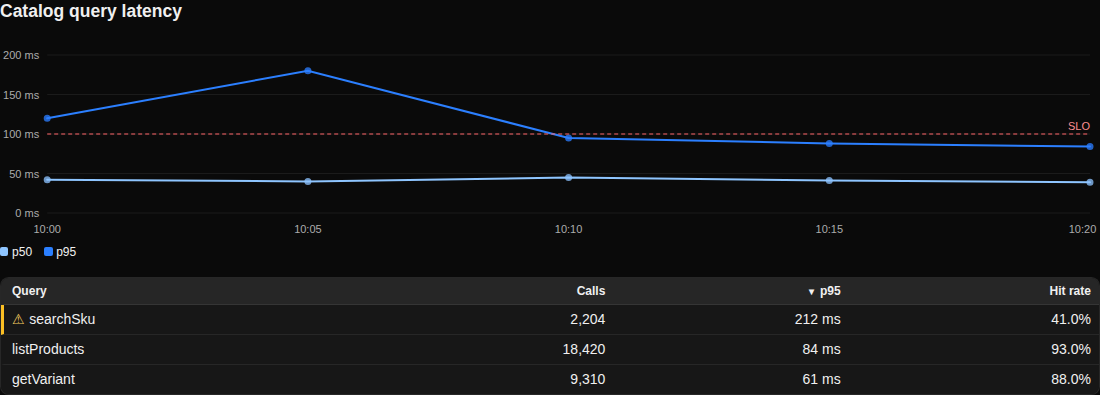 Catalog query latency
200 ms
150 ms
100 ms
50 ms
0 ms
SLO
10:00 10:05 10:10 10:15 10:20
p50 p95
Query Calls ▼ p95 Hit rate
⚠ searchSku 2,204 212 ms 41.0%
listProducts 18,420 84 ms 93.0%
getVariant 9,310 61 ms 88.0%